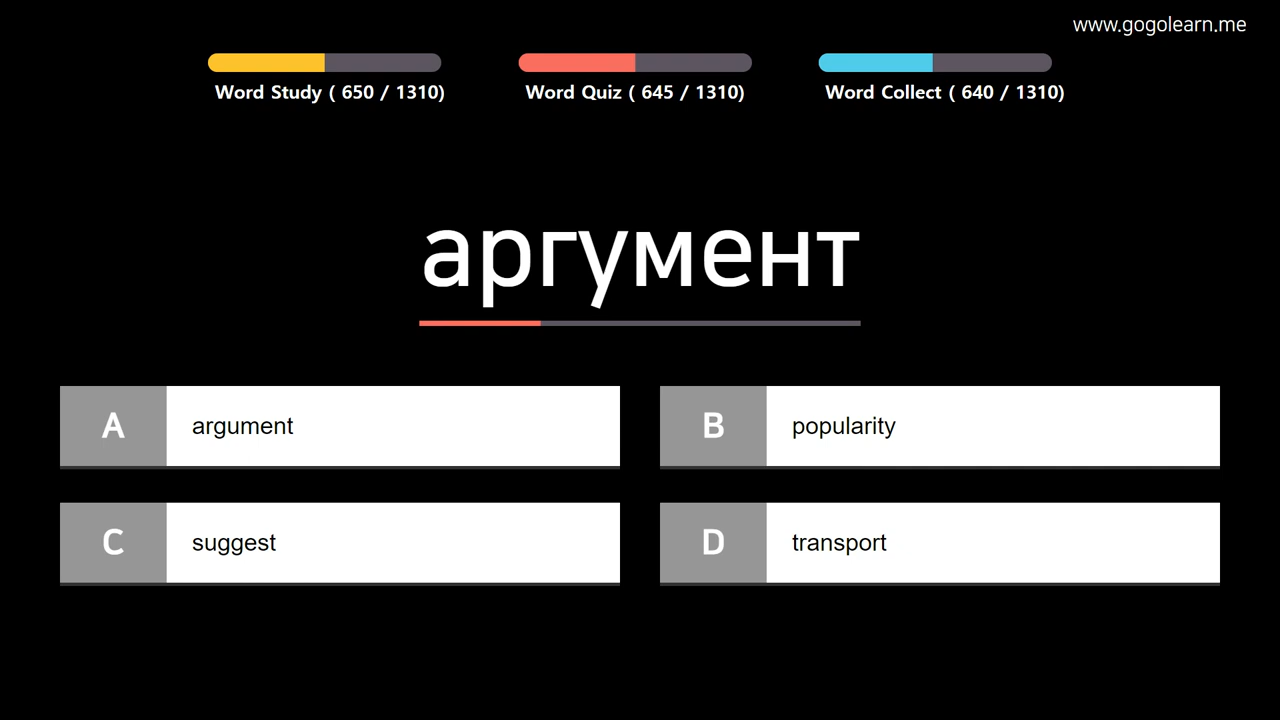 www.gogolearn.me
Word Study ( 650 / 1310)
Word Quiz ( 645 / 1310)
Word Collect ( 640 / 1310)
аргумент
A argument
B popularity
C suggest
D transport